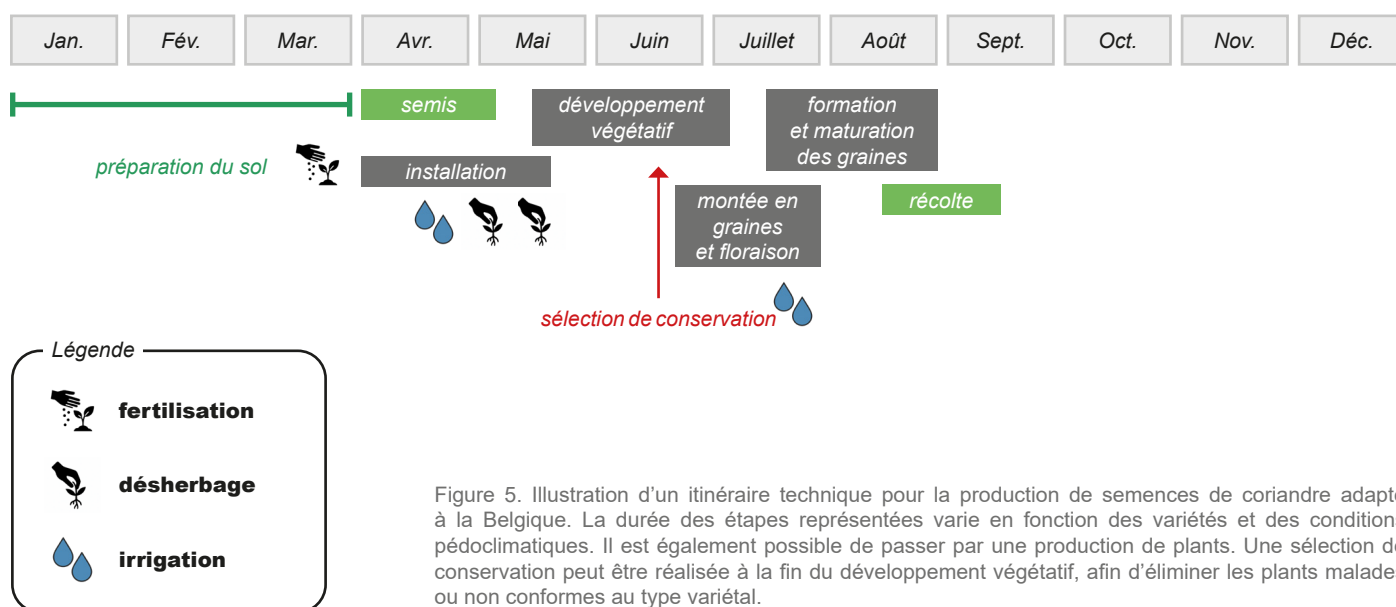 Jan. Fév. Mar. Avr. Mai Juin Juillet Août Sept. Oct. Nov. Déc.
semis
développement
végétatif
formation
et maturation
des graines
préparation du sol
installation
montée en
graines
et floraison
récolte
sélection de conservation
Légende
fertilisation
désherbage
irrigation
Figure 5. Illustration d’un itinéraire technique pour la production de semences de coriandre adapté
à la Belgique. La durée des étapes représentées varie en fonction des variétés et des condition
pédoclimatiques. Il est également possible de passer par une production de plants. Une sélection de
conservation peut être réalisée à la fin du développement végétatif, afin d’éliminer les plants malade
ou non conformes au type variétal.